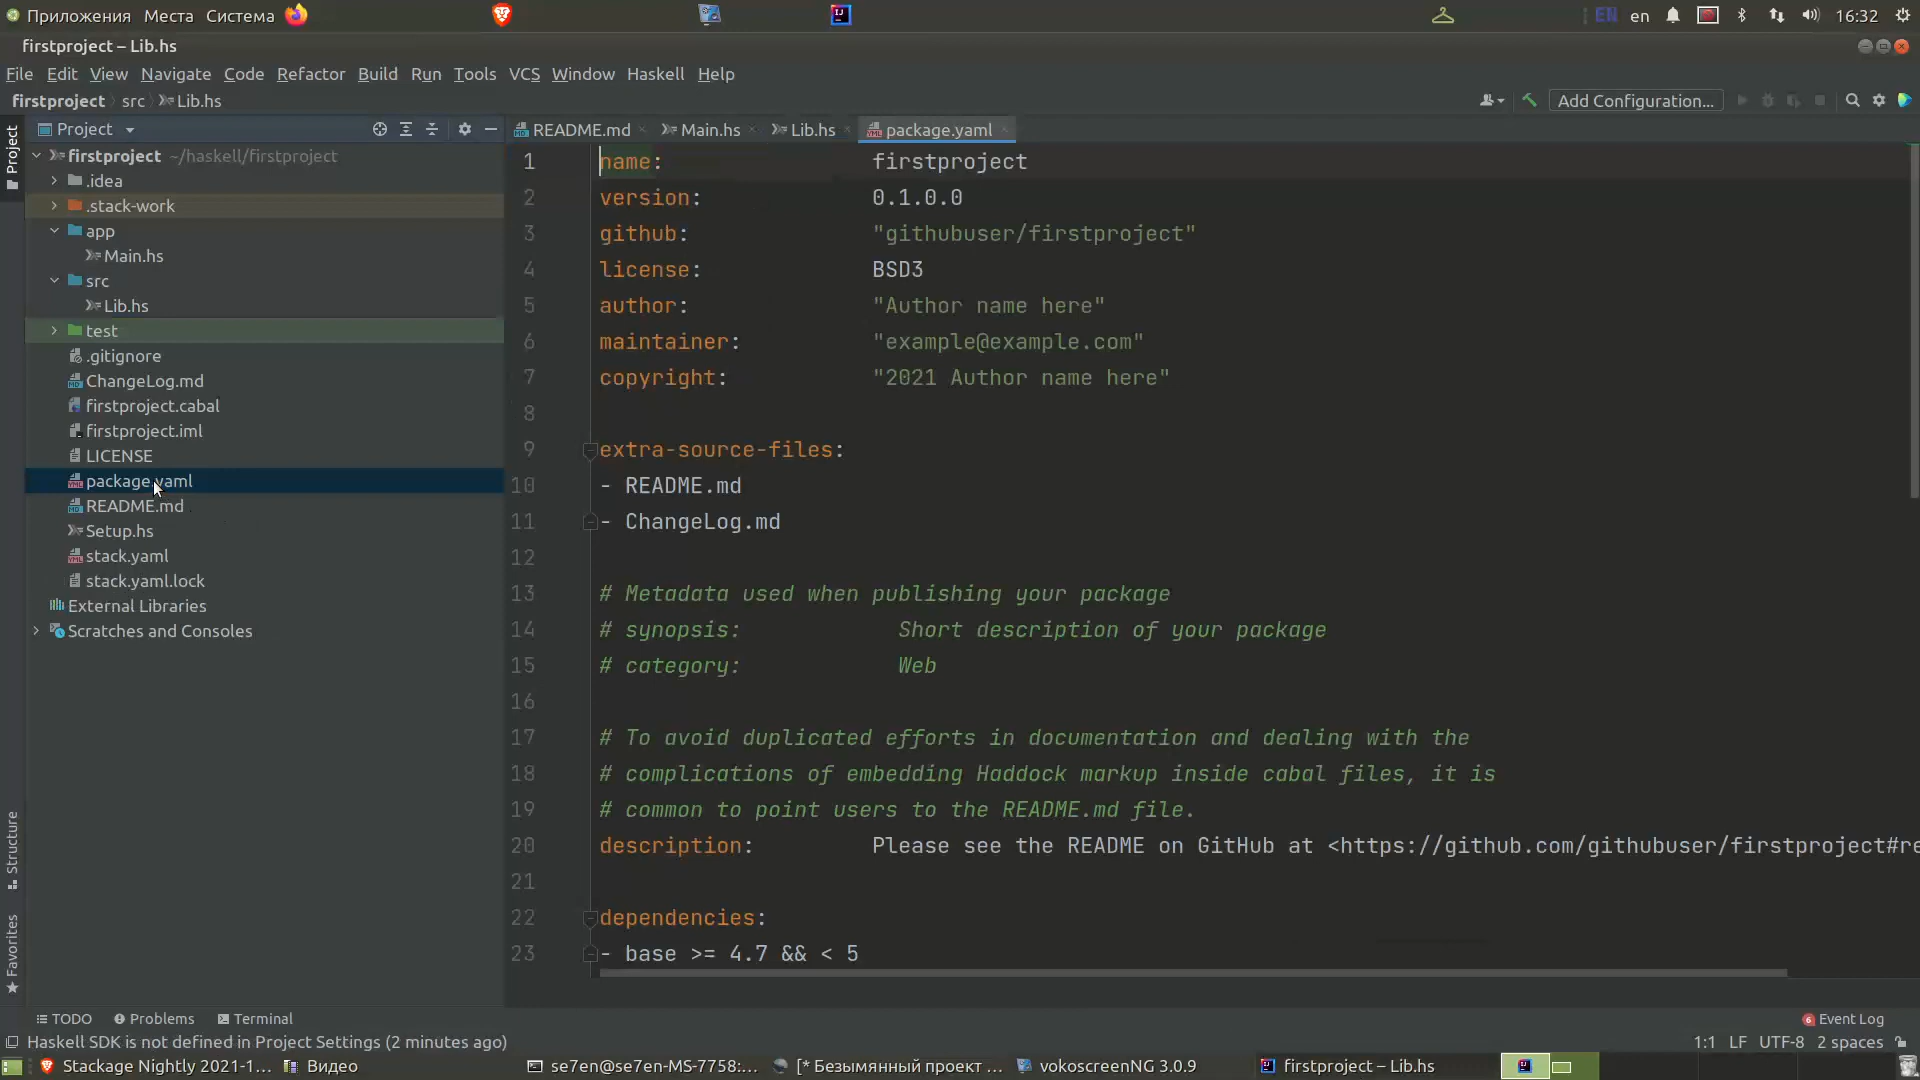 Приложения Места Система EN en 16:32
firstproject – Lib.hs
File Edit View Navigate Code Refactor Build Run Tools VCS Window Haskell Help
firstproject src Lib.hs Add Configuration...
Project README.md Main.hs Lib.hs package.yaml
Project
firstproject ~/haskell/firstproject
.idea
.stack-work
app
Main.hs
src
Lib.hs
test
.gitignore
ChangeLog.md
firstproject.cabal
firstproject.iml
LICENSE
package.yaml
README.md
Setup.hs
stack.yaml
stack.yaml.lock
External Libraries
Scratches and Consoles
Structure
Favorites
1 name: firstproject
2 version: 0.1.0.0
3 github: "githubuser/firstproject"
4 license: BSD3
5 author: "Author name here"
6 maintainer: "example@example.com"
7 copyright: "2021 Author name here"
8
9 extra-source-files:
10 - README.md
11 - ChangeLog.md
12
13 # Metadata used when publishing your package
14 # synopsis: Short description of your package
15 # category: Web
16
17 # To avoid duplicated efforts in documentation and dealing with the
18 # complications of embedding Haddock markup inside cabal files, it is
19 # common to point users to the README.md file.
20 description: Please see the README on GitHub at <https://github.com/githubuser/firstproject#re
21
22 dependencies:
23 - base >= 4.7 && < 5
TODO Problems Terminal 6 Event Log
Haskell SDK is not defined in Project Settings (2 minutes ago) 1:1 LF UTF-8 2 spaces
Stackage Nightly 2021-1... Видео se7en@se7en-MS-7758:... [* Безымянный проект ... vokoscreenNG 3.0.9 firstproject – Lib.hs